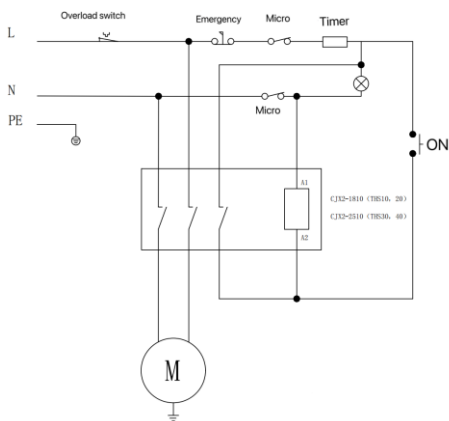 Overload switch
Emergency
Micro
Timer
L
N
Micro
PE
ON
A1
CJX2-1810 (THS10、20)
CJX2-2510 (THS30、40)
A2
M